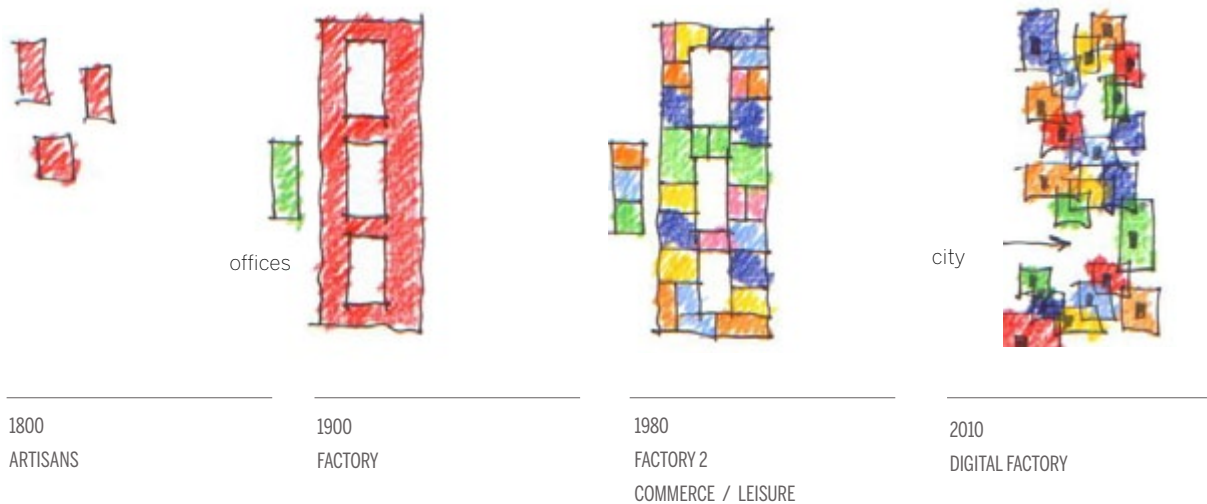 offices
city
1800
ARTISANS
1900
FACTORY
1980
FACTORY 2
COMMERCE / LEISURE
2010
DIGITAL FACTORY